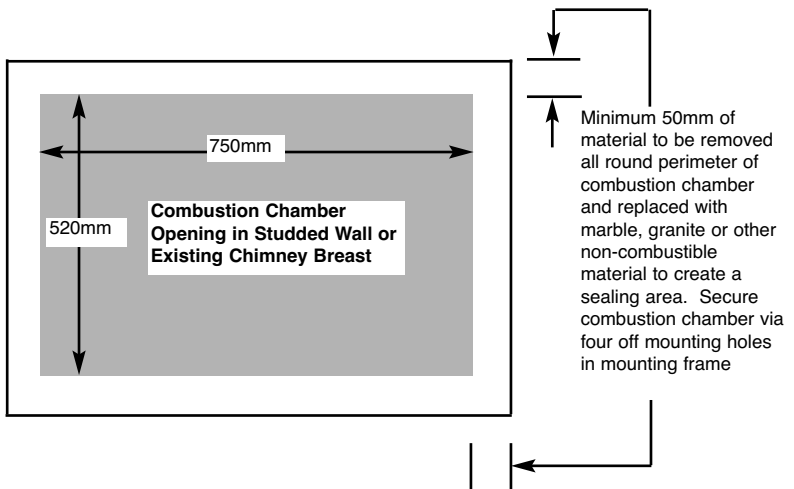 750mm
520mm
Combustion Chamber
Opening in Studded Wall or
Existing Chimney Breast
Minimum 50mm of
material to be removed
all round perimeter of
combustion chamber
and replaced with
marble, granite or other
non-combustible
material to create a
sealing area.  Secure
combustion chamber via
four off mounting holes
in mounting frame